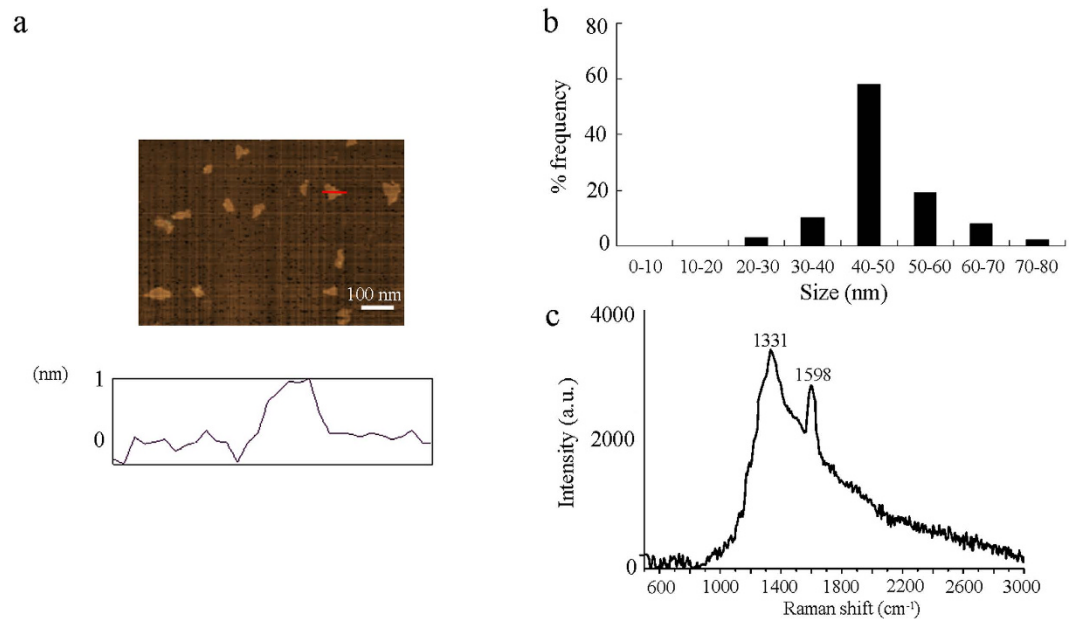 a
100 nm
(nm)
1
0
b
80
60
40
20
0
% frequency
0-10 10-20 20-30 30-40 40-50 50-60 60-70 70-80
Size (nm)
c
4000
2000
0
Intensity (a.u.)
1331
1598
600 1000 1400 1800 2200 2600 3000
Raman shift (cm⁻¹)